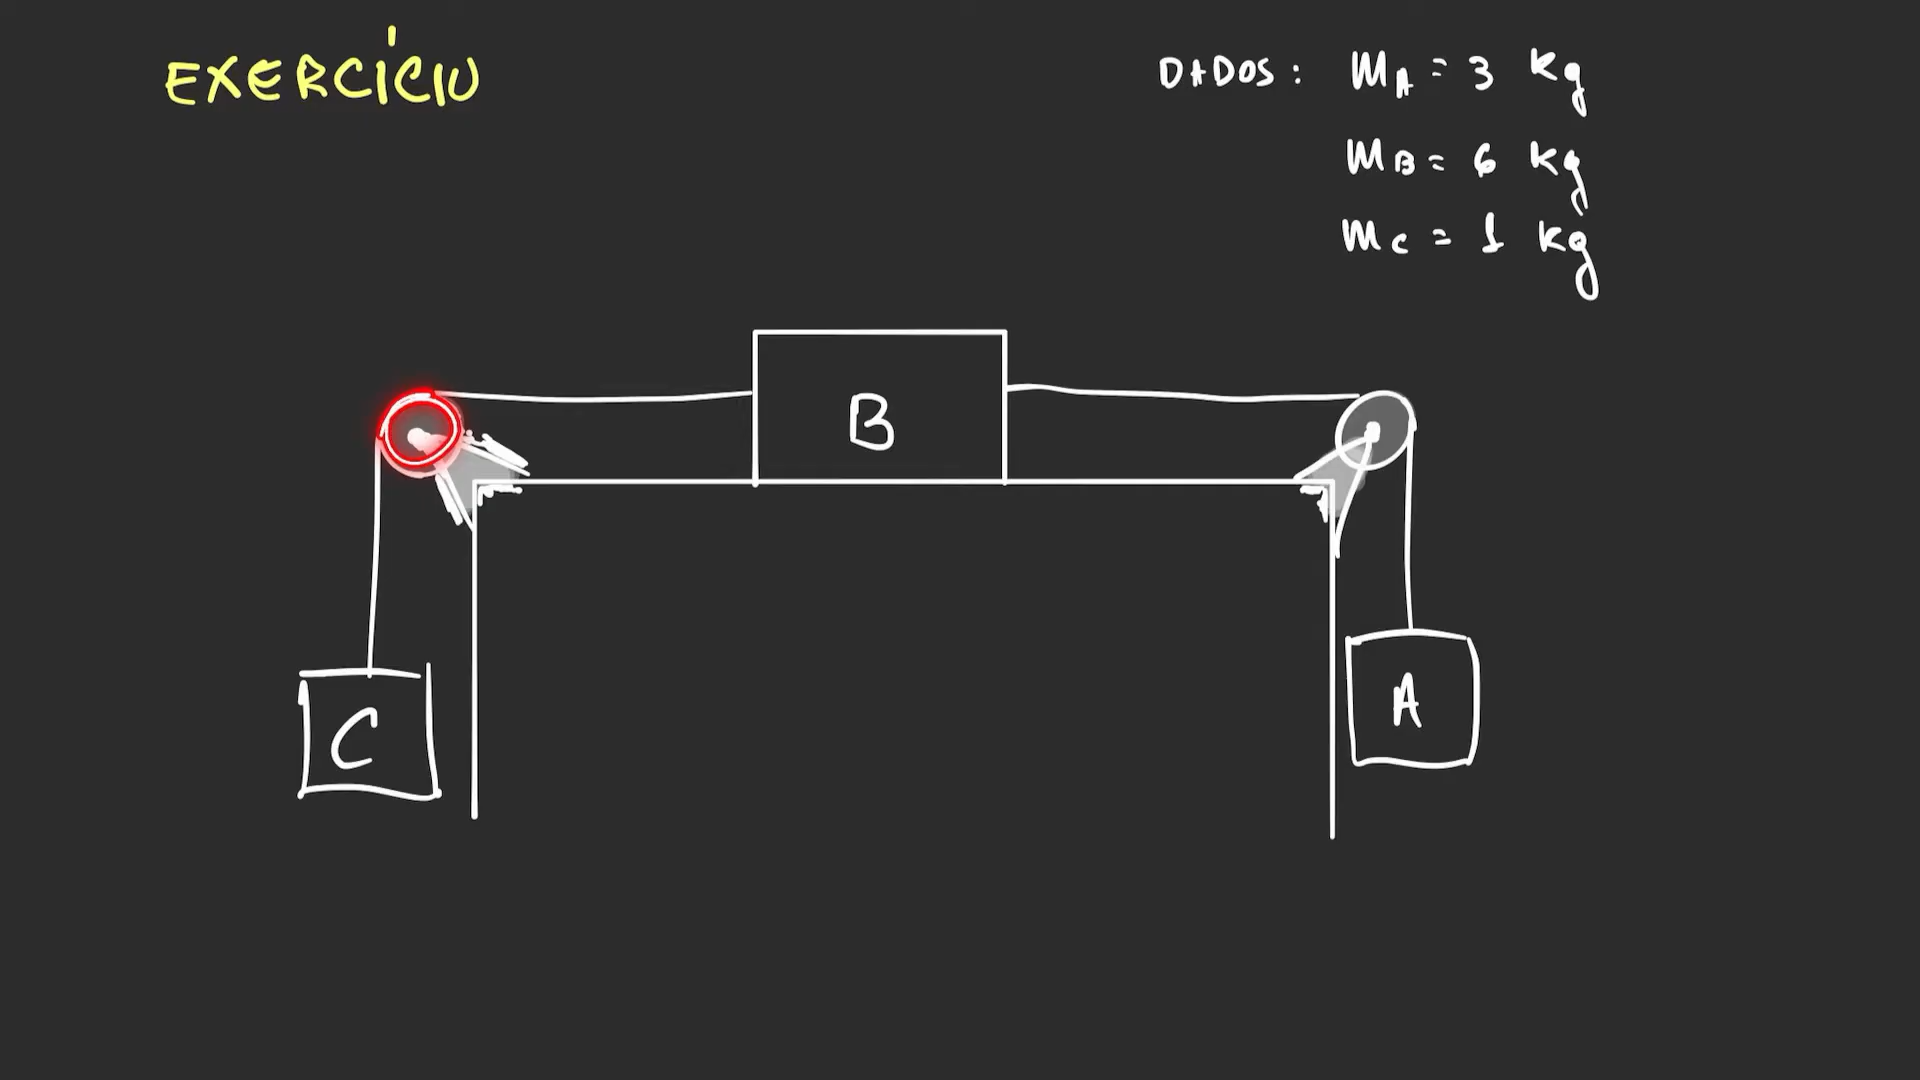 EXERCÍCIO
DADOS: mA = 3 kg
mB = 6 kg
mC = 1 kg
B
C
A